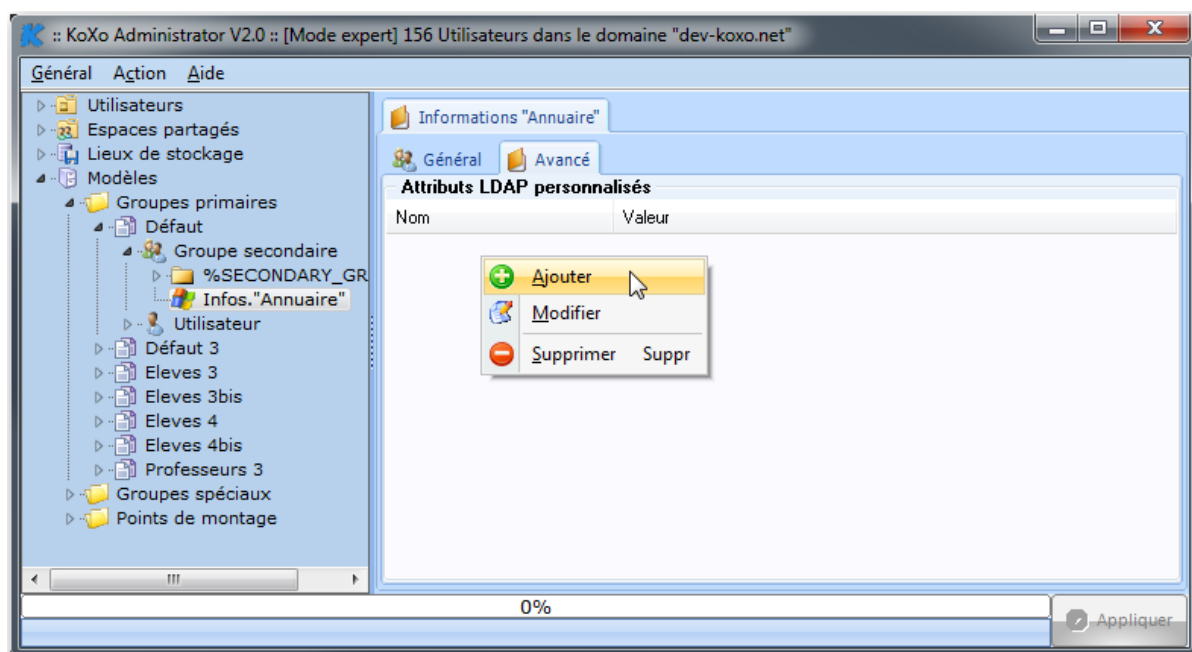 :: KoXo Administrator V2.0 :: [Mode expert] 156 Utilisateurs dans le domaine "dev-koxo.net"
Général Action Aide
Utilisateurs
Espaces partagés
Lieux de stockage
Modèles
Groupes primaires
Défaut
Groupe secondaire
%SECONDARY_GR
Infos."Annuaire"
Utilisateur
Défaut 3
Eleves 3
Eleves 3bis
Eleves 4
Eleves 4bis
Professeurs 3
Groupes spéciaux
Points de montage
Informations "Annuaire"
Général Avancé
Attributs LDAP personnalisés
Nom Valeur
Ajouter
Modifier
Supprimer Suppr
0%
Appliquer